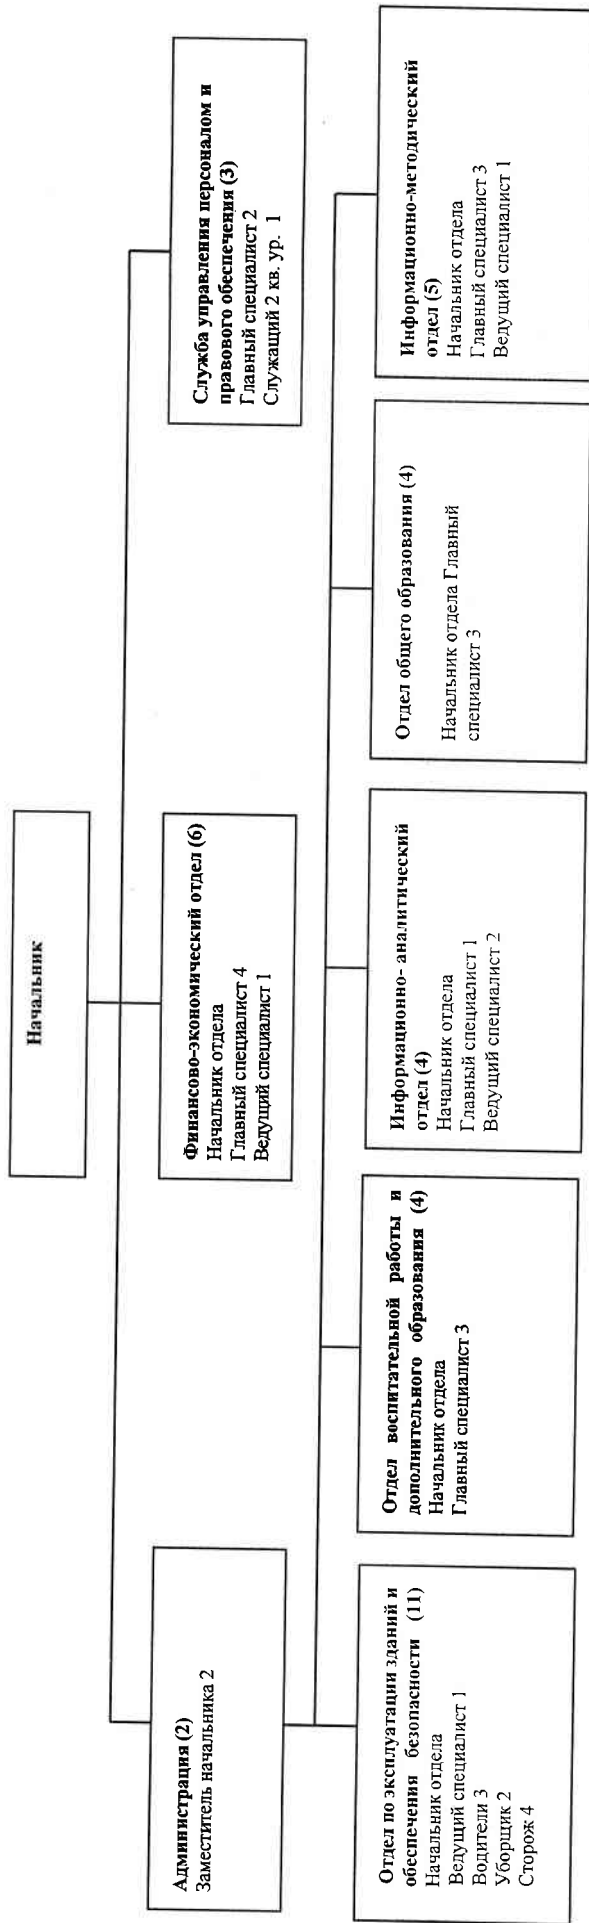 Начальник
Администрация (2)
Заместитель начальника 2
Финансово-экономический отдел (6)
Начальник отдела
Главный специалист 4
Ведущий специалист 1
Служба управления персоналом и
правового обеспечения (3)
Главный специалист 2
Служащий 2 кв. ур. 1
Отдел по эксплуатации зданий и
обеспечения безопасности (11)
Начальник отдела
Ведущий специалист 1
Водители 3
Уборщик 2
Сторож 4
Отдел воспитательной работы и
дополнительного образования (4)
Начальник отдела
Главный специалист 3
Информационно- аналитический
отдел (4)
Начальник отдела
Главный специалист 1
Ведущий специалист 2
Отдел общего образования (4)
Начальник отдела Главный
специалист 3
Информационно-методический
отдел (5)
Начальник отдела
Главный специалист 3
Ведущий специалист 1